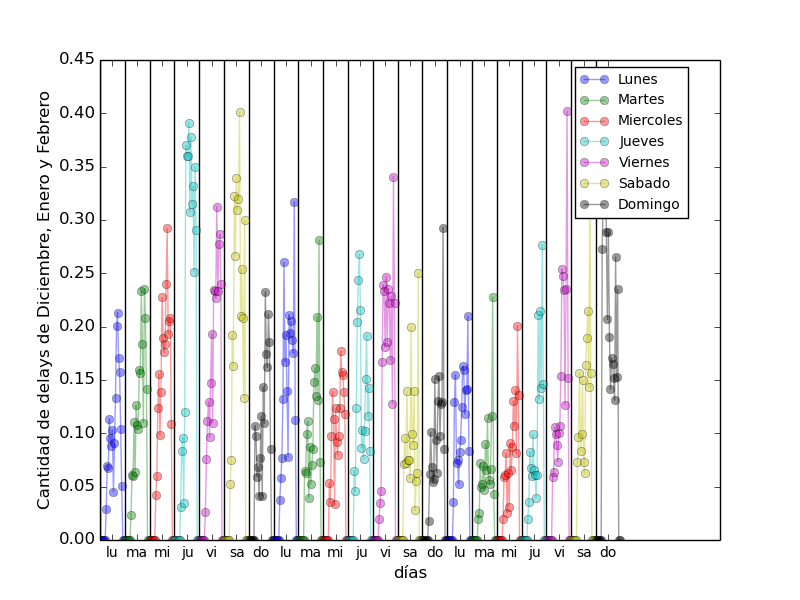 Cantidad de delays de Diciembre, Enero y Febrero
0.45
0.40
0.35
0.30
0.25
0.20
0.15
0.10
0.05
0.00
Lunes
Martes
Miercoles
Jueves
Viernes
Sabado
Domingo
lu ma mi ju vi sa do lu ma mi ju vi sa do lu ma mi ju vi sa do
días